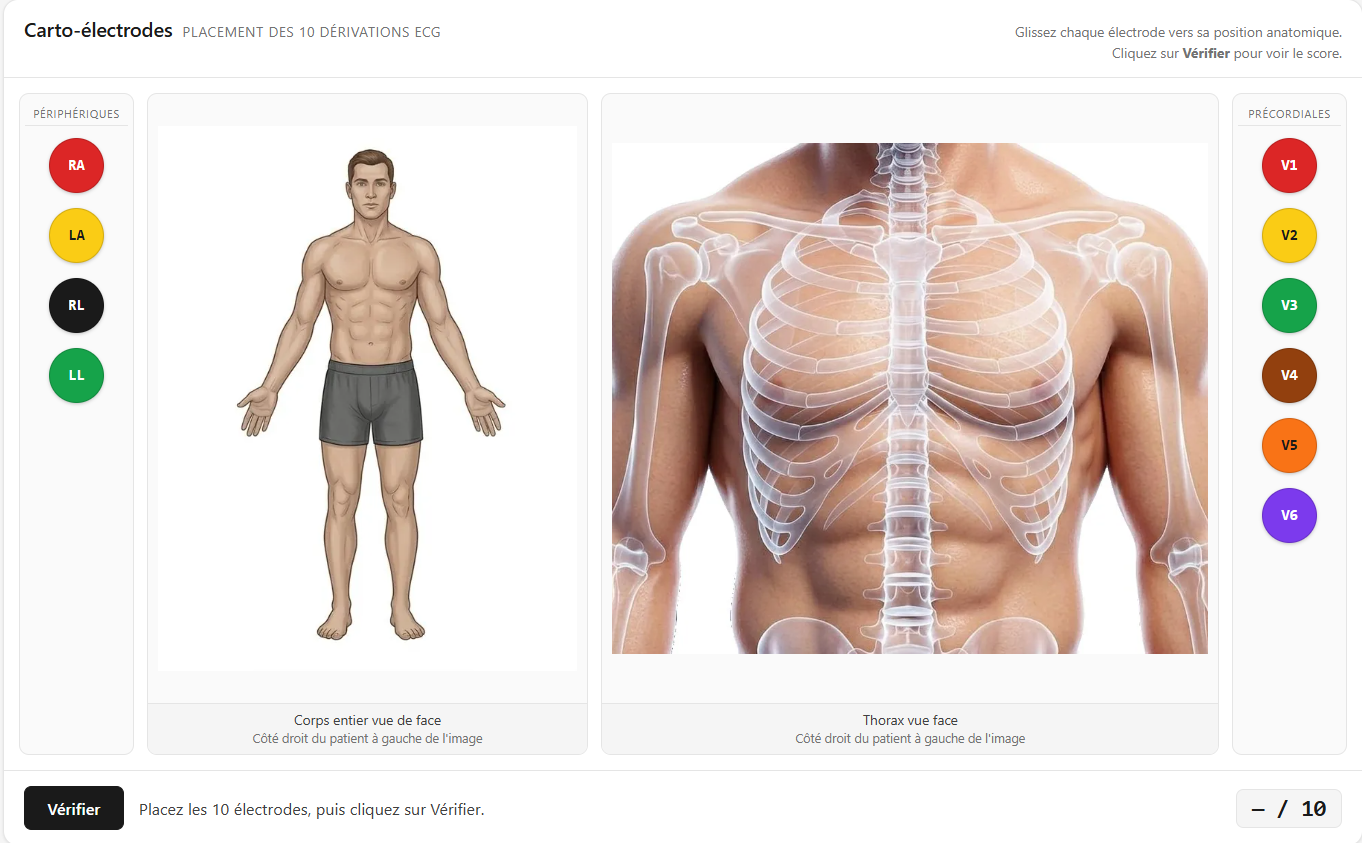 Carto-électrodes PLACEMENT DES 10 DÉRIVATIONS ECG
Glissez chaque électrode vers sa position anatomique.
Cliquez sur Vérifier pour voir le score.
PÉRIPHÉRIQUES
RA
LA
RL
LL
Corps entier vue de face
Côté droit du patient à gauche de l'image
Thorax vue face
Côté droit du patient à gauche de l'image
PRÉCORDIALES
V1
V2
V3
V4
V5
V6
Vérifier
Placez les 10 électrodes, puis cliquez sur Vérifier.
— / 10